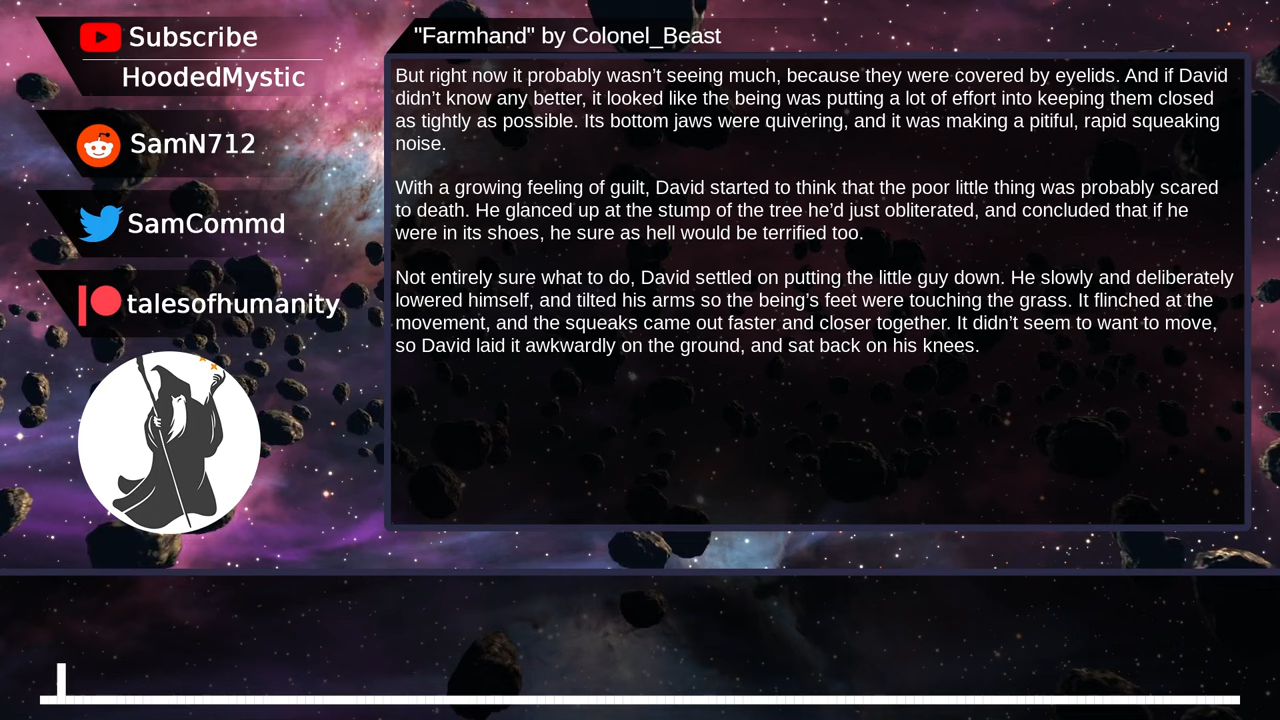 Subscribe
HoodedMystic
SamN712
SamCommd
talesofhumanity
"Farmhand" by Colonel_Beast
But right now it probably wasn’t seeing much, because they were covered by eyelids. And if David
didn’t know any better, it looked like the being was putting a lot of effort into keeping them closed
as tightly as possible. Its bottom jaws were quivering, and it was making a pitiful, rapid squeaking
noise.
With a growing feeling of guilt, David started to think that the poor little thing was probably scared
to death. He glanced up at the stump of the tree he’d just obliterated, and concluded that if he
were in its shoes, he sure as hell would be terrified too.
Not entirely sure what to do, David settled on putting the little guy down. He slowly and deliberately
lowered himself, and tilted his arms so the being’s feet were touching the grass. It flinched at the
movement, and the squeaks came out faster and closer together. It didn’t seem to want to move,
so David laid it awkwardly on the ground, and sat back on his knees.